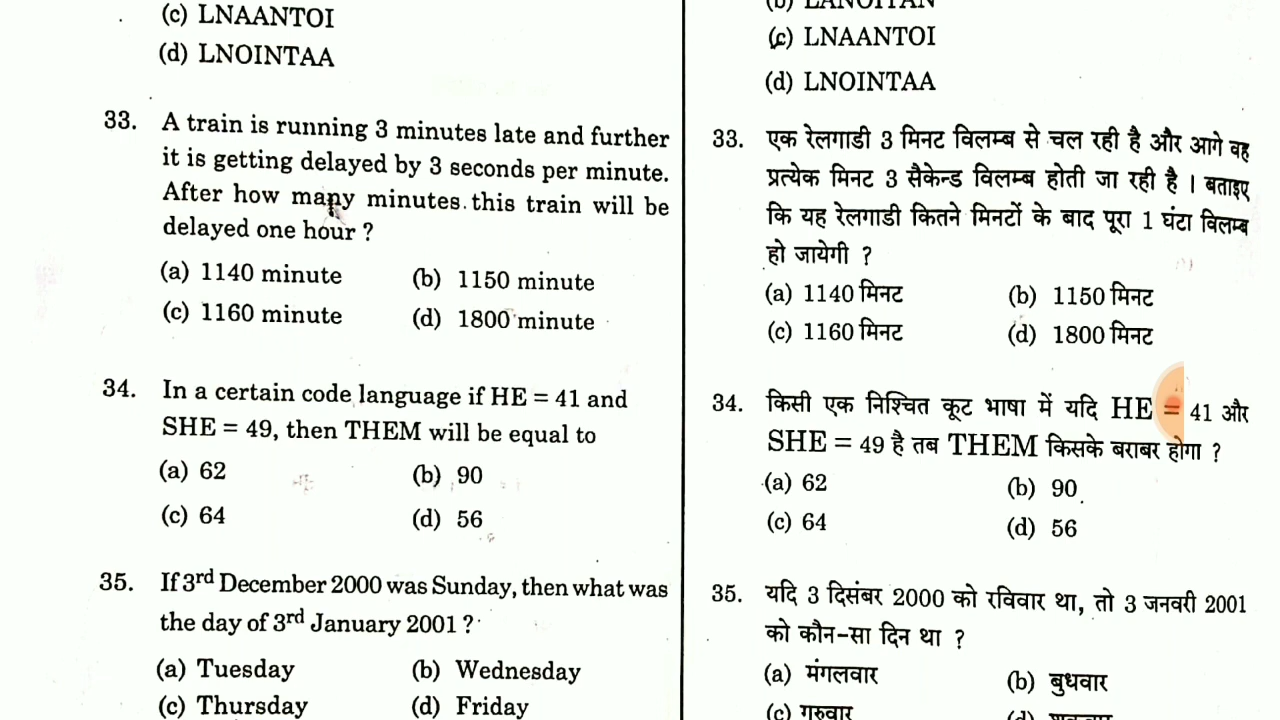 (c) LNAANTOI
(d) LNOINTAA
33. A train is running 3 minutes late and further
it is getting delayed by 3 seconds per minute.
After how many minutes this train will be
delayed one hour ?
(a) 1140 minute (b) 1150 minute
(c) 1160 minute (d) 1800 minute
34. In a certain code language if HE = 41 and
SHE = 49, then THEM will be equal to
(a) 62 (b) 90
(c) 64 (d) 56
35. If 3rd December 2000 was Sunday, then what was
the day of 3rd January 2001 ?
(a) Tuesday (b) Wednesday
(c) Thursday (d) Friday
(b) LANOITAN
(c) LNAANTOI
(d) LNOINTAA
33. एक रेलगाडी 3 मिनट विलम्ब से चल रही है और आगे वह
प्रत्येक मिनट 3 सैकेन्ड विलम्ब होती जा रही है । बताइए
कि यह रेलगाडी कितने मिनटों के बाद पूरा 1 घंटा विलम्ब
हो जायेगी ?
(a) 1140 मिनट (b) 1150 मिनट
(c) 1160 मिनट (d) 1800 मिनट
34. किसी एक निश्चित कूट भाषा में यदि HE = 41 और
SHE = 49 है तब THEM किसके बराबर होगा ?
(a) 62 (b) 90
(c) 64 (d) 56
35. यदि 3 दिसंबर 2000 को रविवार था, तो 3 जनवरी 2001
को कौन-सा दिन था ?
(a) मंगलवार (b) बुधवार
(c) गुरुवार (d)